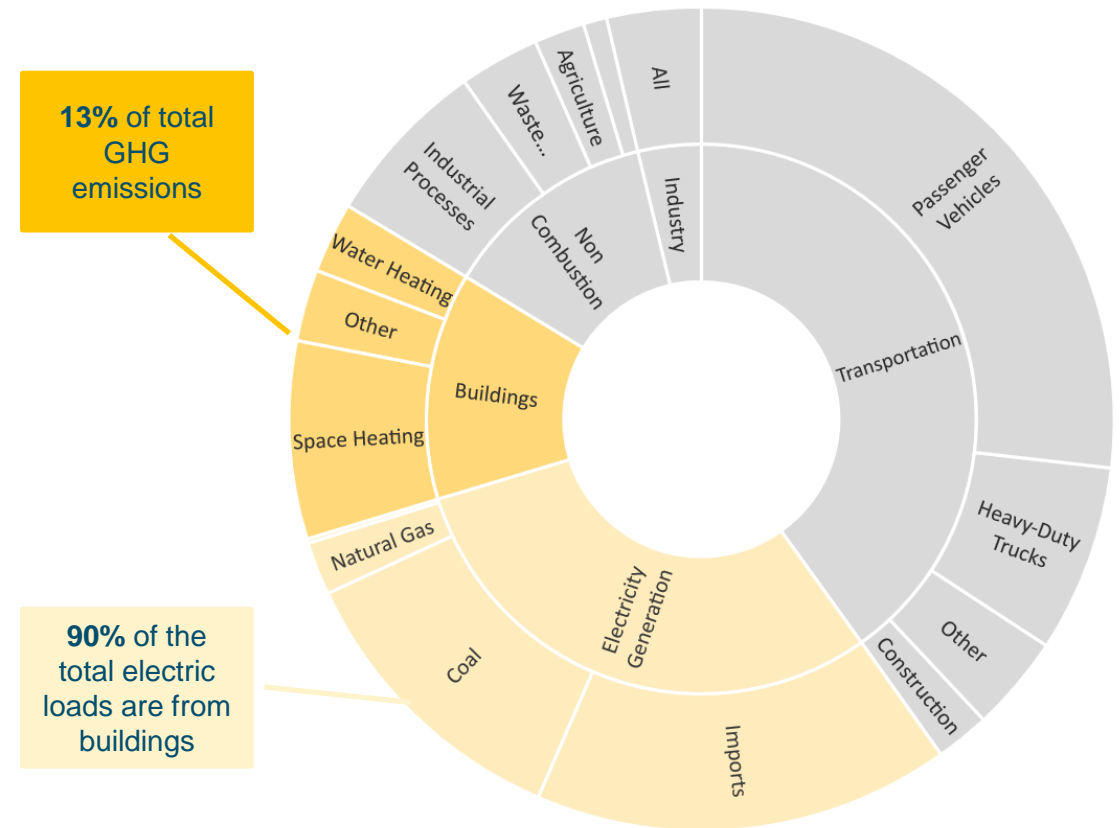 13% of total
GHG
emissions
90% of the
total electric
loads are from
buildings
Transportation
Passenger
Vehicles
Heavy-Duty
Trucks
Other
Construction
Electricity
Generation
Imports
Coal
Natural Gas
Buildings
Space Heating
Other
Water Heating
Non
Combustion
Industrial
Processes
Waste...
Agriculture
Industry
All